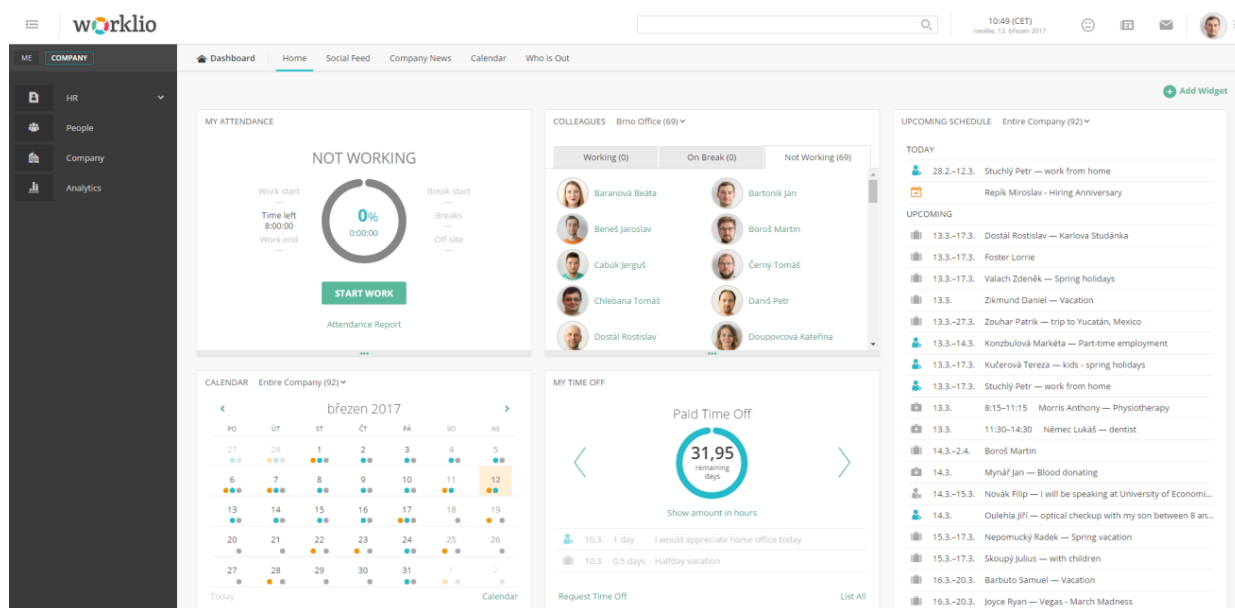 worklio
10:49 (CET)
neděle, 12. březen 2017
ME COMPANY
Dashboard Home Social Feed Company News Calendar Who is Out
HR
People
Company
Analytics
Add Widget
MY ATTENDANCE
NOT WORKING
Work start
—
Time left
8:00:00
Work end
—
0%
0:00:00
Break start
—
Breaks
—
Off-site
—
START WORK
Attendance Report
COLLEAGUES Brno Office (69)
Working (0) On Break (0) Not Working (69)
Baranová Beáta Bartonik Jan
Beneš Jaroslav Boroš Martin
Cabúk Jerguš Černý Tomáš
Chlebana Tomáš Daniš Petr
Dostál Rostislav Doupovcová Kateřina
UPCOMING SCHEDULE Entire Company (92)
TODAY
28.2.–12.3. Stuchlý Petr — work from home
Repík Miroslav - Hiring Anniversary
UPCOMING
13.3.–17.3. Dostál Rostislav — Karlova Studánka
13.3.–17.3. Foster Lorrie
13.3.–17.3. Valach Zdeněk — Spring holidays
13.3. Zikmund Daniel — Vacation
13.3.–27.3. Zouhar Patrik — trip to Yucatán, Mexico
13.3.–14.3. Konzbulová Markéta — Part-time employment
13.3.–17.3. Kučerová Tereza — kids - spring holidays
13.3.–17.3. Stuchlý Petr — work from home
13.3. 8:15–11:15 Morris Anthony — Physiotherapy
13.3. 11:30–14:30 Němec Lukáš — dentist
14.3.–2.4. Boroš Martin
14.3. Mynář Jan — Blood donating
14.3.–15.3. Novák Filip — I will be speaking at University of Economi...
14.3. Oulehla Jiří — optical checkup with my son between 8 an...
15.3.–17.3. Nepomucký Radek — Spring vacation
15.3.–17.3. Skoupý Julius — with children
16.3.–20.3. Barbuto Samuel — Vacation
16.3.–20.3. Joyce Ryan — Vegas - March Madness
CALENDAR Entire Company (92)
březen 2017
PO ÚT ST ČT PÁ SO NE
27 28 1 2 3 4 5
6 7 8 9 10 11 12
13 14 15 16 17 18 19
20 21 22 23 24 25 26
27 28 29 30 31 1 2
Today Calendar
MY TIME OFF
Paid Time Off
31,95
remaining
days
Show amount in hours
10.3. 1 day I would appreciate home office today
10.3. 0,5 days Halfday vacation
Request Time Off List All